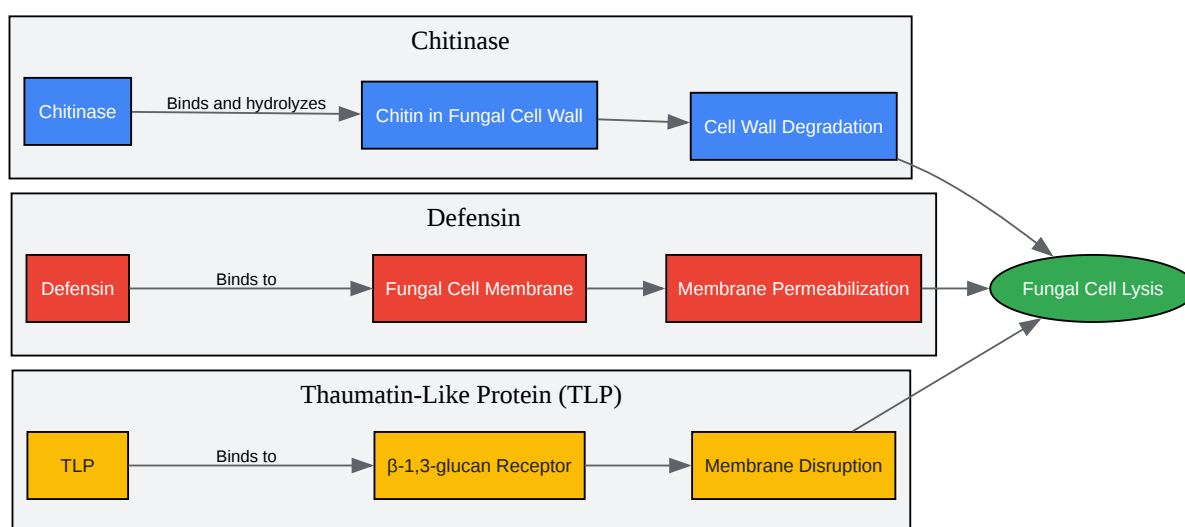 Chitinase
Chitinase
Binds and hydrolyzes
Chitin in Fungal Cell Wall
Cell Wall Degradation
Defensin
Defensin
Binds to
Fungal Cell Membrane
Membrane Permeabilization
Fungal Cell Lysis
Thaumatin-Like Protein (TLP)
TLP
Binds to
β-1,3-glucan Receptor
Membrane Disruption